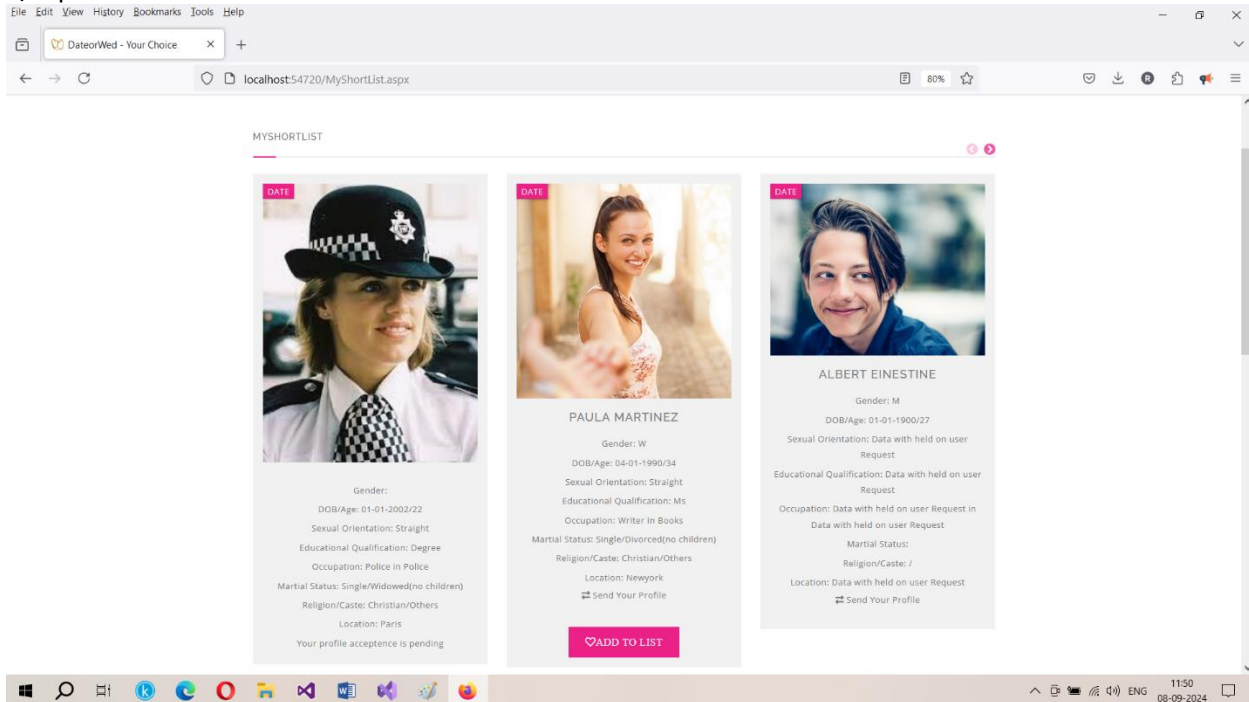 File Edit View History Bookmarks Tools Help
DateorWed - Your Choice
localhost:54720/MyShortList.aspx
80%
MYSHORTLIST
DATE
Gender:
DOB/Age: 01-01-2002/22
Sexual Orientation: Straight
Educational Qualification: Degree
Occupation: Police in Police
Martial Status: Single/Widowed(no children)
Religion/Caste: Christian/Others
Location: Paris
Your profile acceptence is pending
DATE
PAULA MARTINEZ
Gender: W
DOB/Age: 04-01-1990/34
Sexual Orientation: Straight
Educational Qualification: Ms
Occupation: Writer in Books
Martial Status: Single/Divorced(no children)
Religion/Caste: Christian/Others
Location: Newyork
Send Your Profile
ADD TO LIST
DATE
ALBERT EINESTINE
Gender: M
DOB/Age: 01-01-1900/27
Sexual Orientation: Data with held on user
Request
Educational Qualification: Data with held on user
Request
Occupation: Data with held on user Request in
Data with held on user Request
Martial Status:
Religion/Caste: /
Location: Data with held on user Request
Send Your Profile
ENG
11:50
08-09-2024